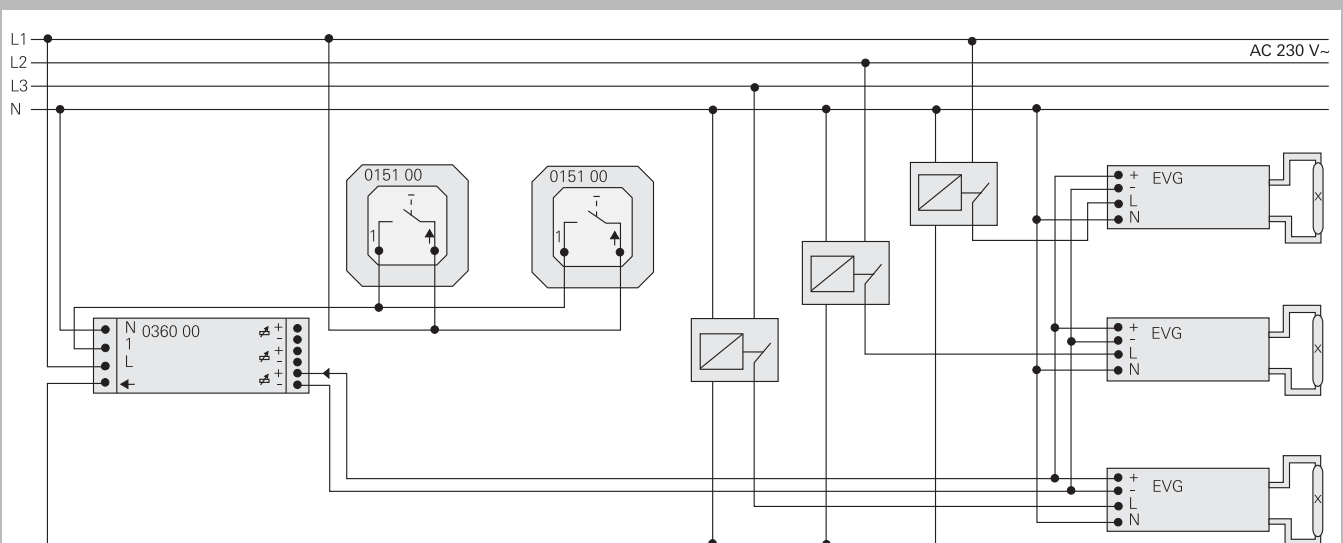 L1
AC 230 V~
L2
L3
N
0151 00
1
0151 00
1
+ EVG
-
L
N
x
N 0360 00
1
L
+
-
+
-
+
-
+ EVG
-
L
N
x
+ EVG
-
L
N
x